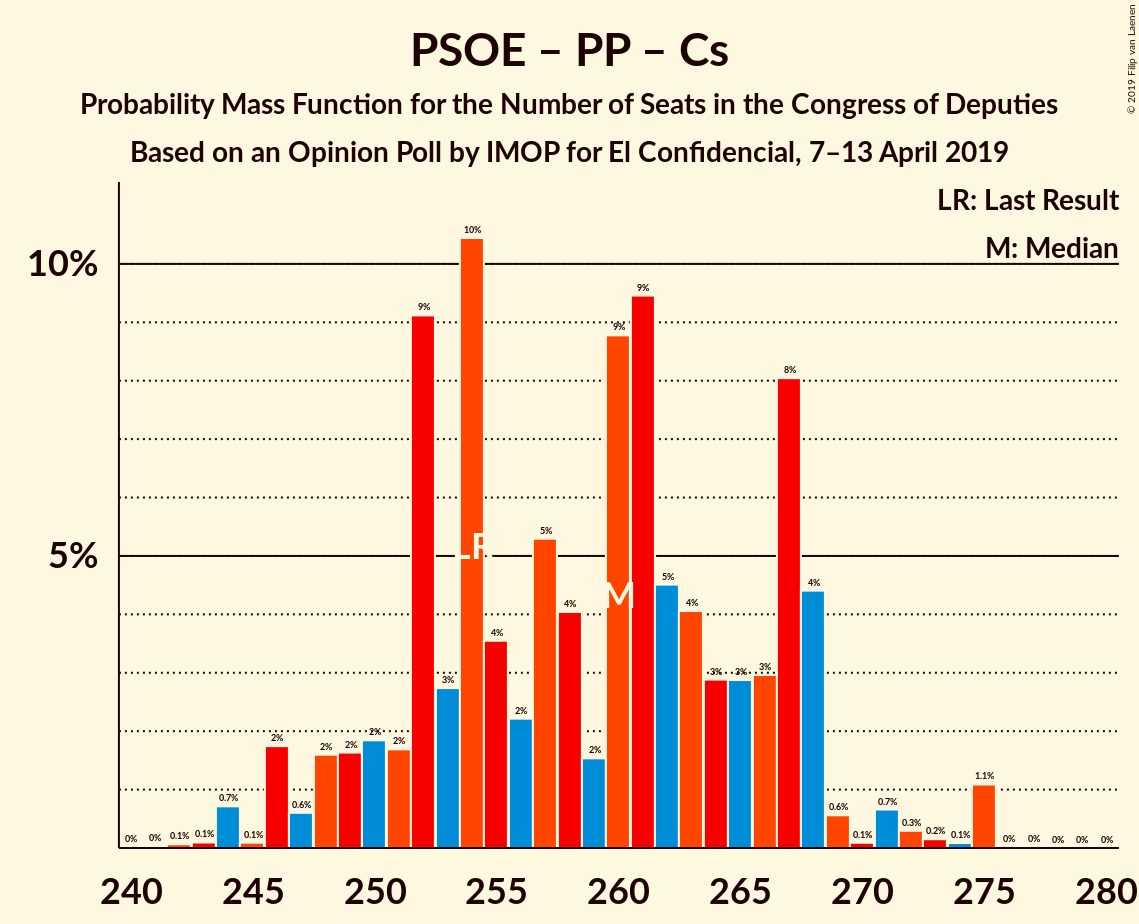 PSOE – PP – Cs
Probability Mass Function for the Number of Seats in the Congress of Deputies
Based on an Opinion Poll by IMOP for El Confidencial, 7–13 April 2019
© 2019 Filip van Laenen
LR: Last Result
M: Median
10%
5%
0% 0% 0.1% 0.1% 0.7% 0.1% 2% 0.6% 2% 2% 2% 2% 9% 3% 10% 4% 2% 5% 4% 2% 9% 9% 5% 4% 3% 3% 3% 8% 4% 0.6% 0.1% 0.7% 0.3% 0.2% 0.1% 1.1% 0% 0% 0% 0% 0%
LR
M
240 245 250 255 260 265 270 275 280